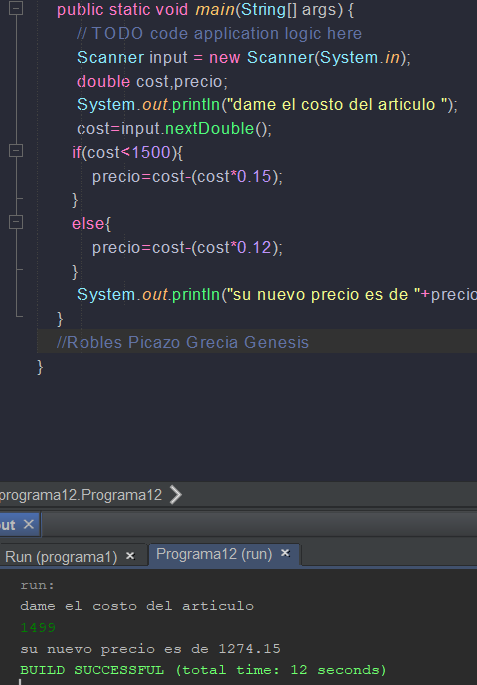 public static void main(String[] args) {
// TODO code application logic here
Scanner input = new Scanner(System.in);
double cost,precio;
System.out.println("dame el costo del articulo ");
cost=input.nextDouble();
if(cost<1500){
precio=cost-(cost*0.15);
}
else{
precio=cost-(cost*0.12);
}
System.out.println("su nuevo precio es de "+precio
}
//Robles Picazo Grecia Genesis
}
programa12.Programa12
ut ×
Run (programa1) × Programa12 (run) ×
run:
dame el costo del articulo
1499
su nuevo precio es de 1274.15
BUILD SUCCESSFUL (total time: 12 seconds)